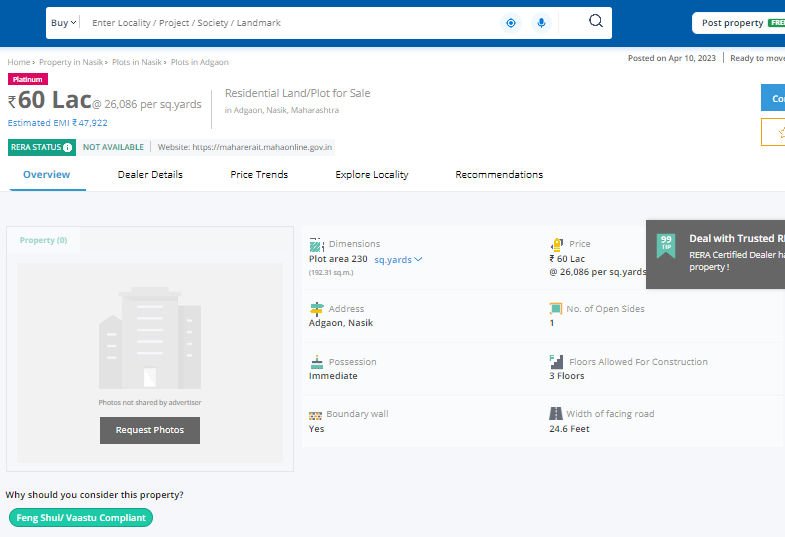 Buy Enter Locality / Project / Society / Landmark Post property FREE
Home › Property in Nasik › Plots in Nasik › Plots in Adgaon Posted on Apr 10, 2023 Ready to move
Platinum
₹60 Lac @ 26,086 per sq.yards
Residential Land/Plot for Sale
in Adgaon, Nasik, Maharashtra
Estimated EMI ₹47,922
RERA STATUS NOT AVAILABLE Website: https://maharerait.mahaonline.gov.in
Overview Dealer Details Price Trends Explore Locality Recommendations
Property (0)
Photos not shared by advertiser
Request Photos
Dimensions
Plot area 230 sq.yards
(192.31 sq.m.)
Price
₹ 60 Lac
@ 26,086 per sq.yards
99
TIP
Deal with Trusted
RERA Certified Dealer
property !
Address
Adgaon, Nasik
No. of Open Sides
1
Possession
Immediate
Floors Allowed For Construction
3 Floors
Boundary wall
Yes
Width of facing road
24.6 Feet
Why should you consider this property?
Feng Shui/ Vaastu Compliant